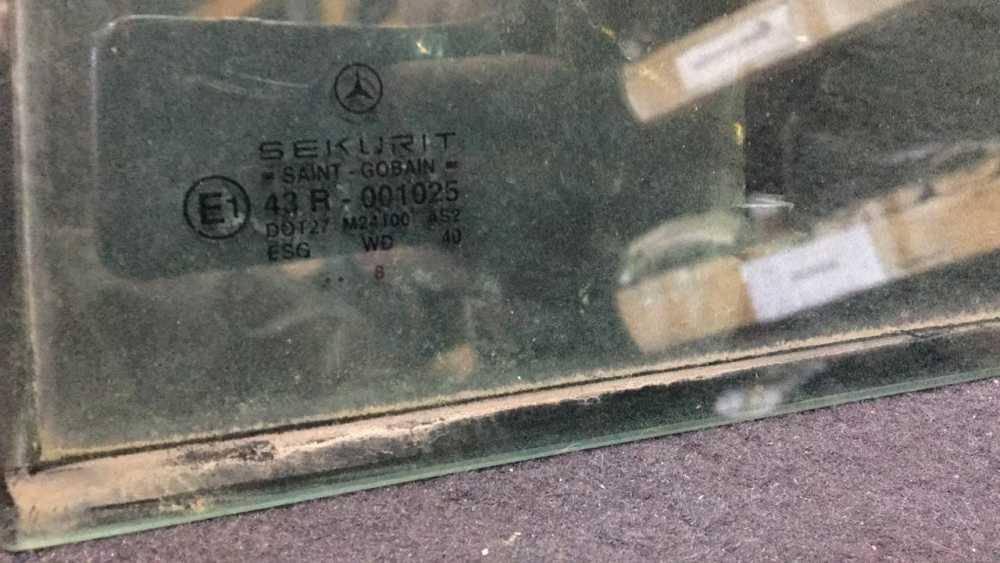 SEKURIT
= SAINT - GOBAIN =
E1 43 R - 001025
DOT27 M24100 AS2
ESG WD 40
.. 8